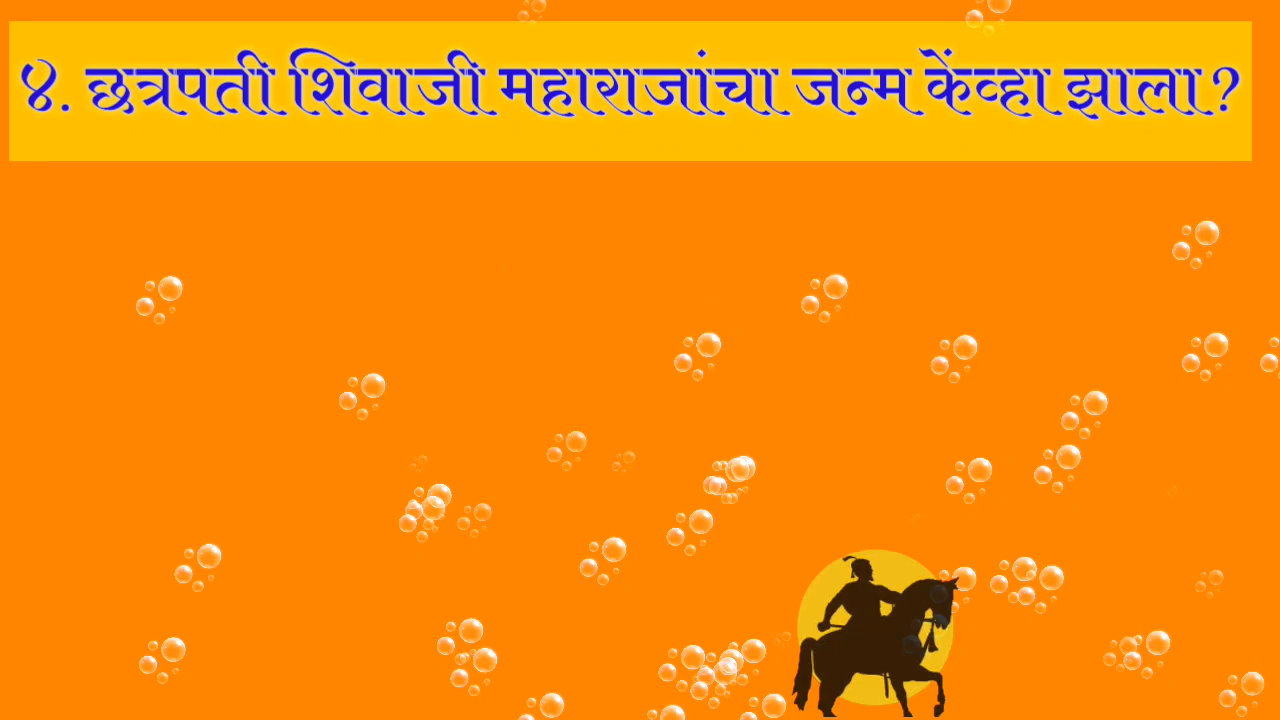 ४. छत्रपती शिवाजी महाराजांचा जन्म केंव्हा झाला?